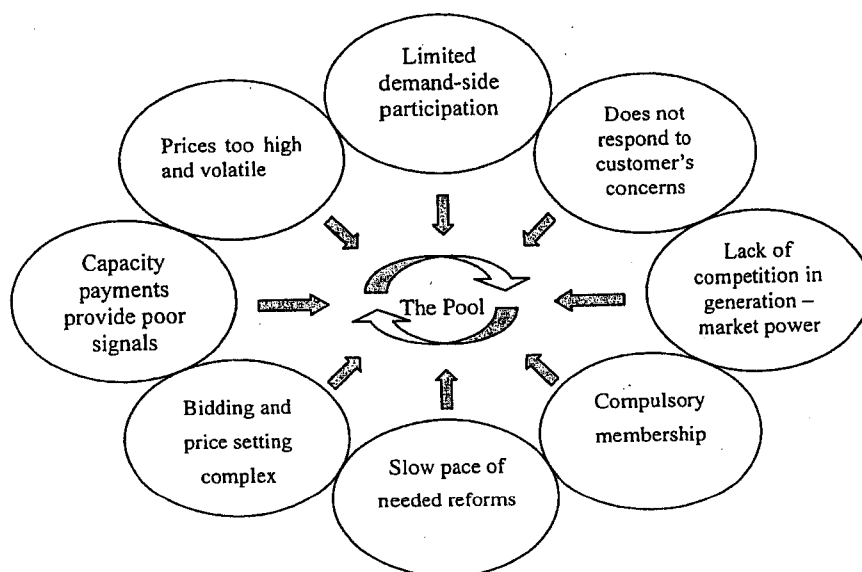 Limited
demand-side
participation
Does not
respond to
customer's
concerns
Lack of
competition in
generation –
market power
Compulsory
membership
Slow pace of
needed reforms
Bidding and
price setting
complex
Capacity
payments
provide poor
signals
Prices too high
and volatile
The Pool